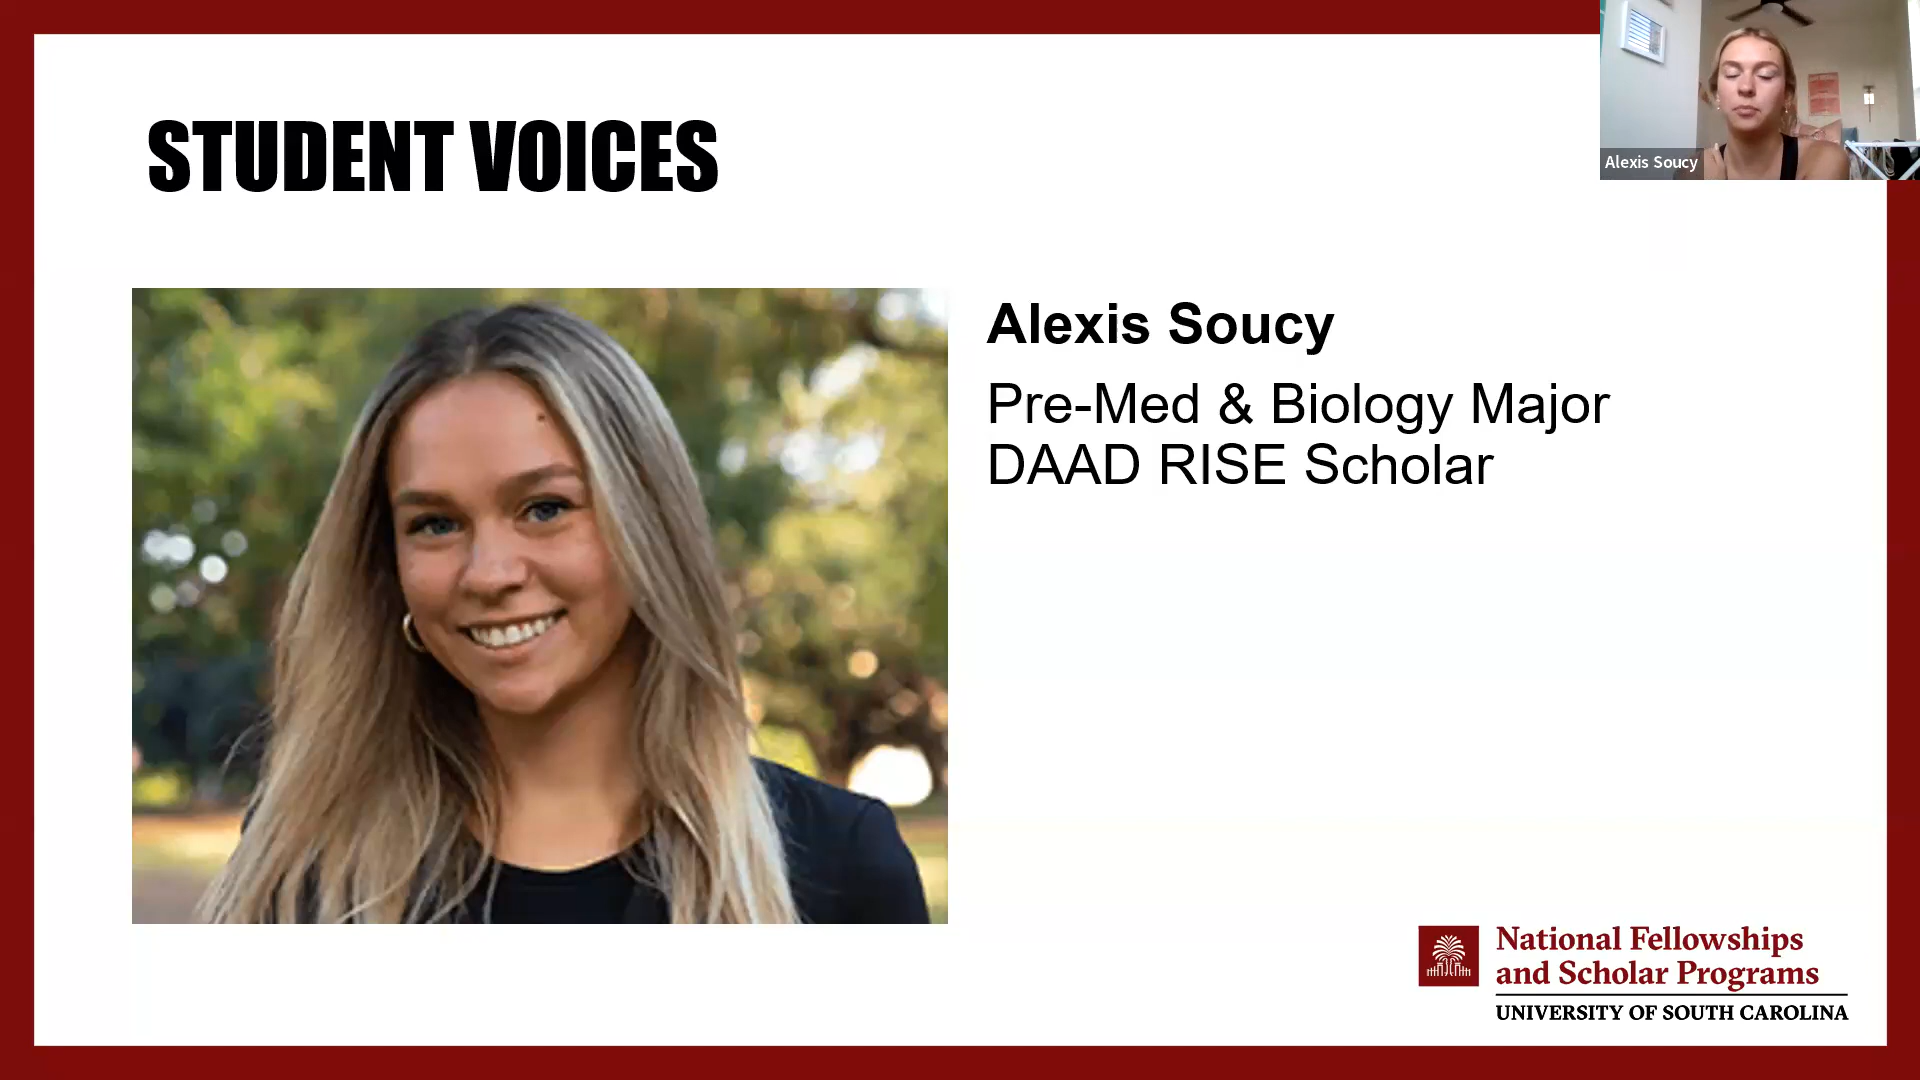 STUDENT VOICES
Alexis Soucy
Alexis Soucy
Pre-Med & Biology Major
DAAD RISE Scholar
National Fellowships
and Scholar Programs
UNIVERSITY OF SOUTH CAROLINA